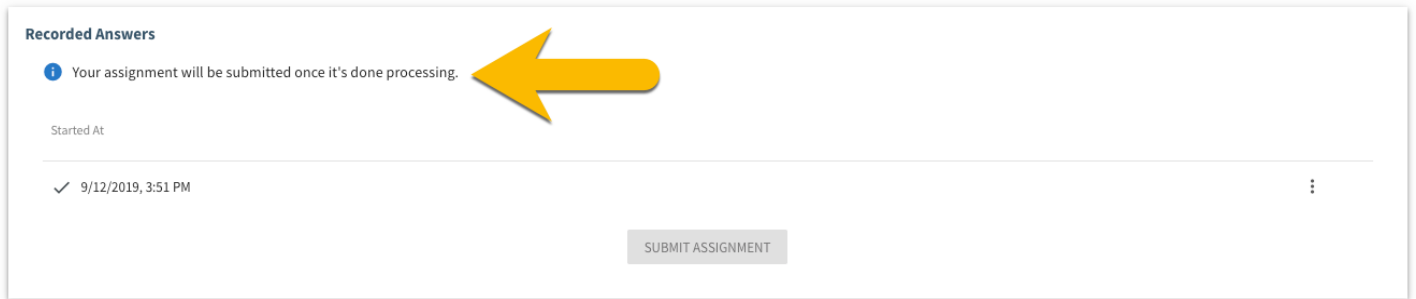 Recorded Answers
Your assignment will be submitted once it's done processing.
Started At
9/12/2019, 3:51 PM
SUBMIT ASSIGNMENT